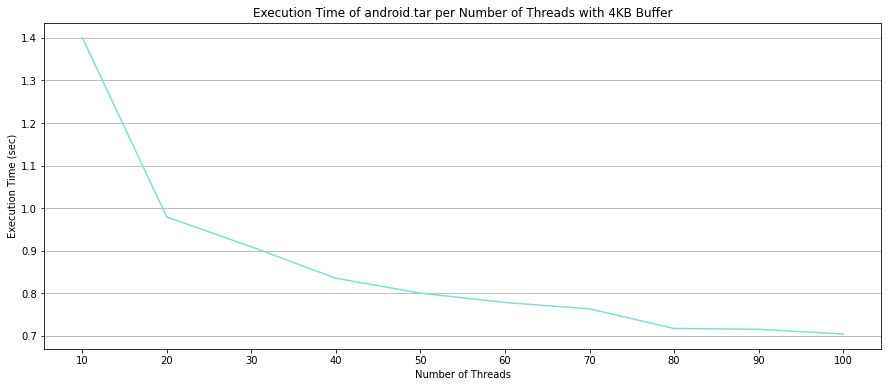 Execution Time of android.tar per Number of Threads with 4KB Buffer
Execution Time (sec)
1.4
1.3
1.2
1.1
1.0
0.9
0.8
0.7
10 20 30 40 50 60 70 80 90 100
Number of Threads